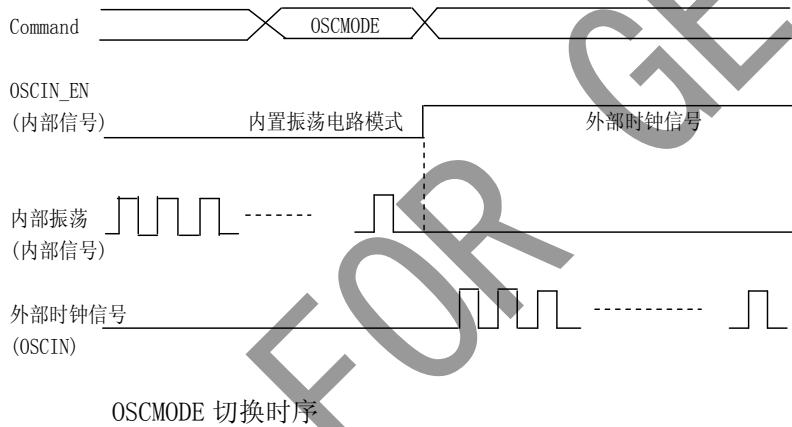 Command
OSCMODE
OSCIN_EN
(内部信号)
内置振荡电路模式
外部时钟信号
内部振荡
(内部信号)
外部时钟信号
(OSCIN)
OSCMODE 切换时序
FOR GE